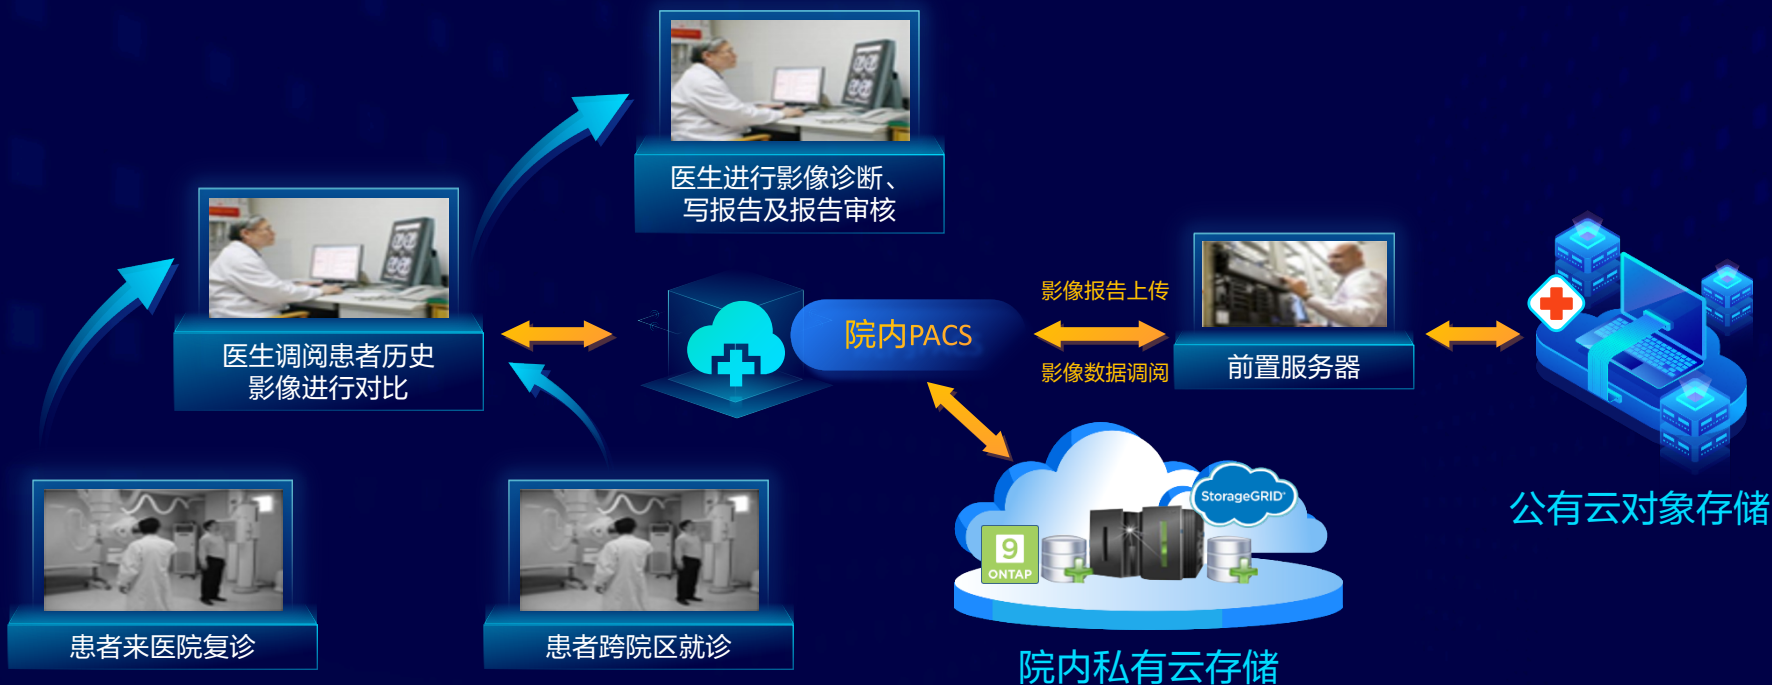 医生进行影像诊断、
写报告及报告审核
医生调阅患者历史
影像进行对比
院内PACS
影像报告上传
影像数据调阅
前置服务器
StorageGRID
9
ONTAP
公有云对象存储
患者来医院复诊
患者跨院区就诊
院内私有云存储